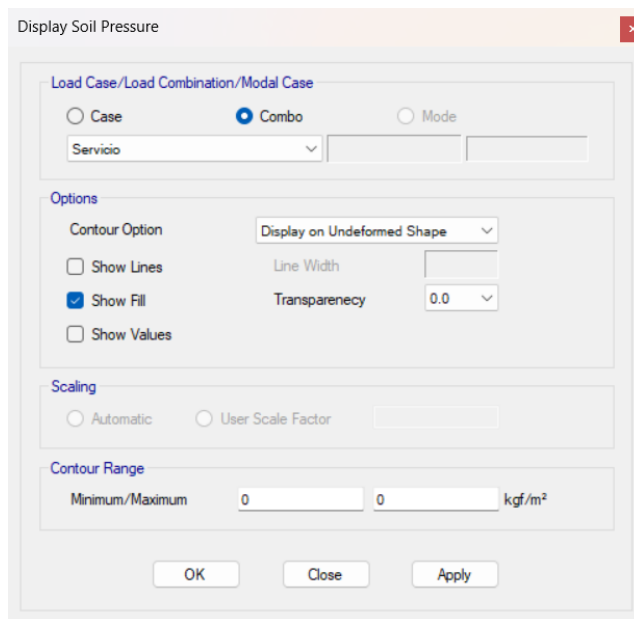 Display Soil Pressure
Load Case/Load Combination/Modal Case
Case Combo Mode
Servicio
Options
Contour Option Display on Undeformed Shape
Show Lines Line Width
Show Fill Transparenecy 0.0
Show Values
Scaling
Automatic User Scale Factor
Contour Range
Minimum/Maximum 0 0 kgf/m²
OK Close Apply